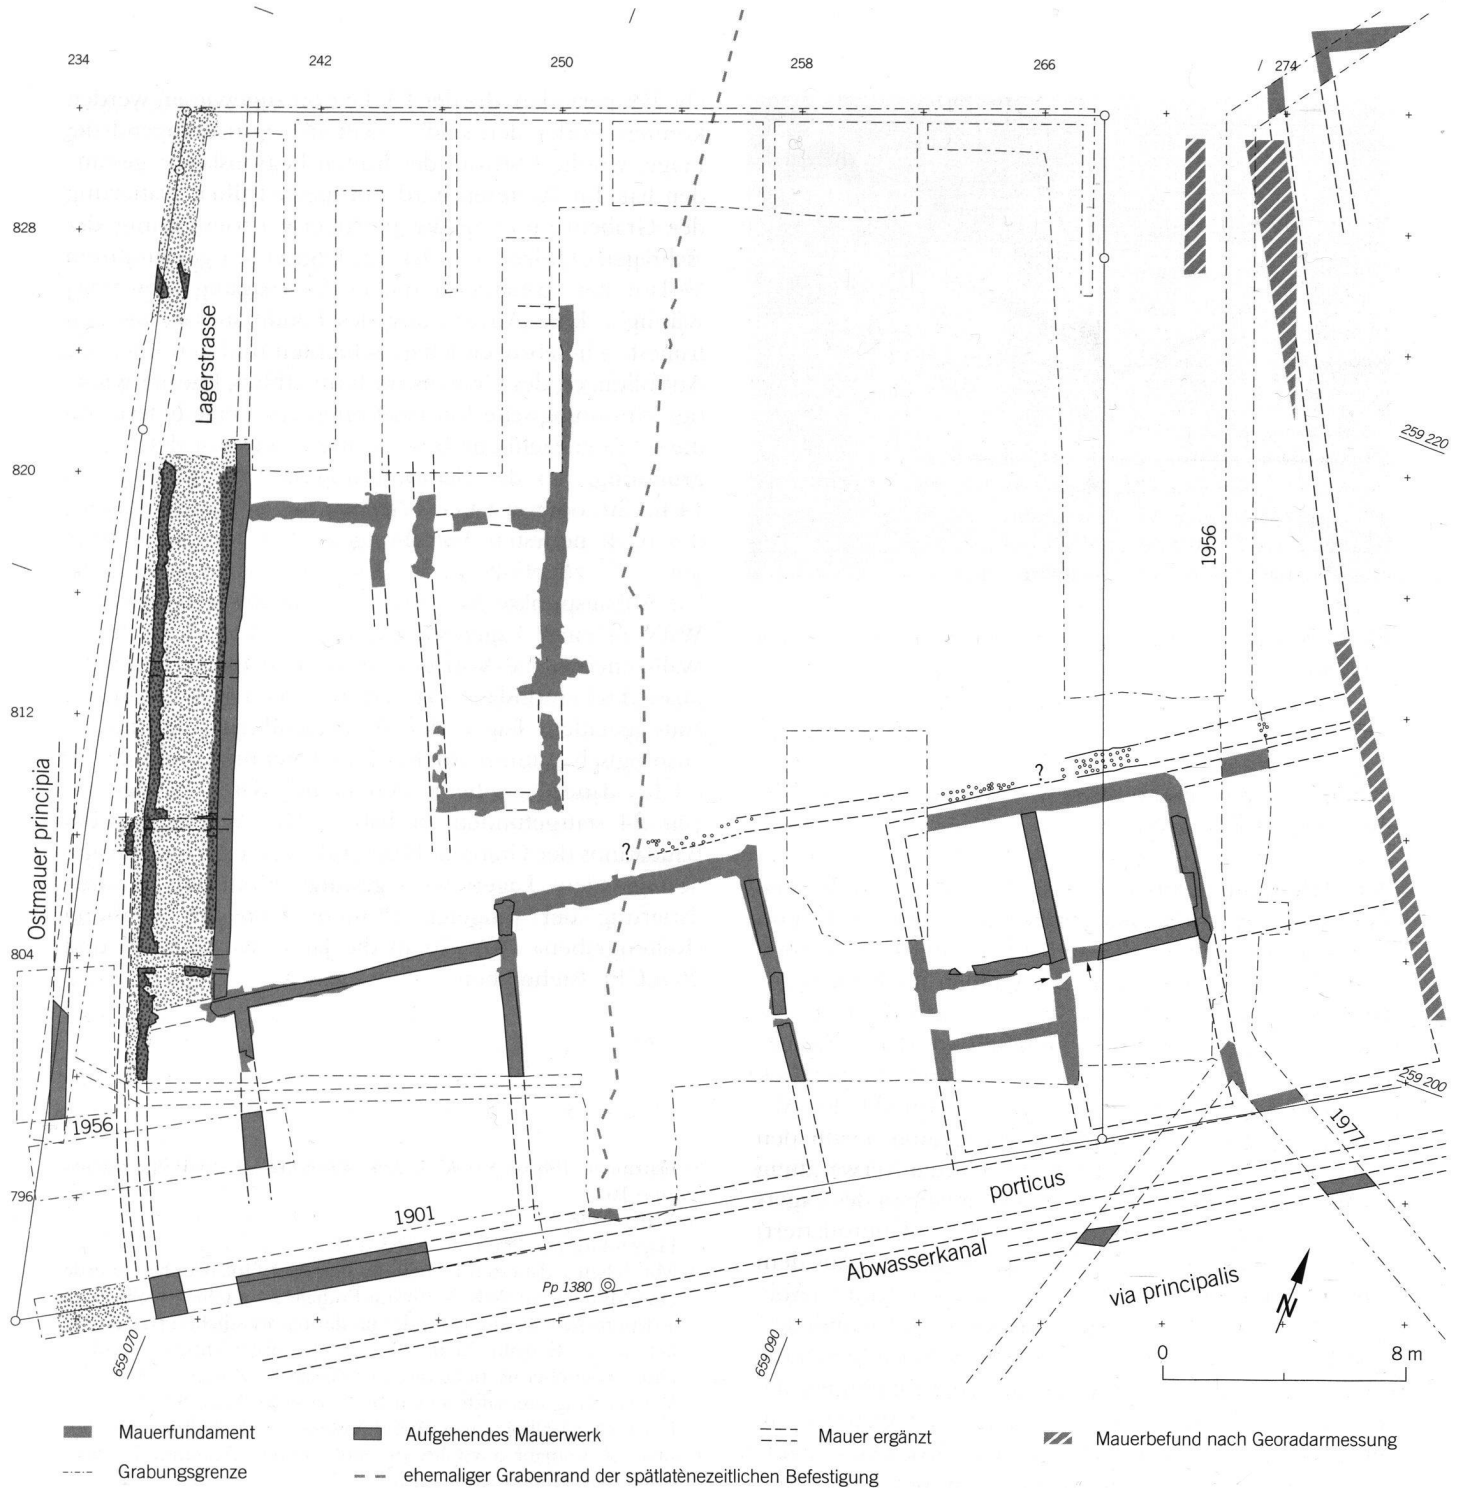 234 242 250 258 266 274
828
820
812
804
796
Lagerstrasse
Ostmauer principia
1956
259 220
?
?
1956
259 200
1977
1901
porticus
Abwasserkanal
via principalis
Pp 1380
N
659 070
659 090
0 8 m
Mauerfundament
Aufgehendes Mauerwerk
Mauer ergänzt
Mauerbefund nach Georadarmessung
Grabungsgrenze
ehemaliger Grabenrand der spätlatènezeitlichen Befestigung